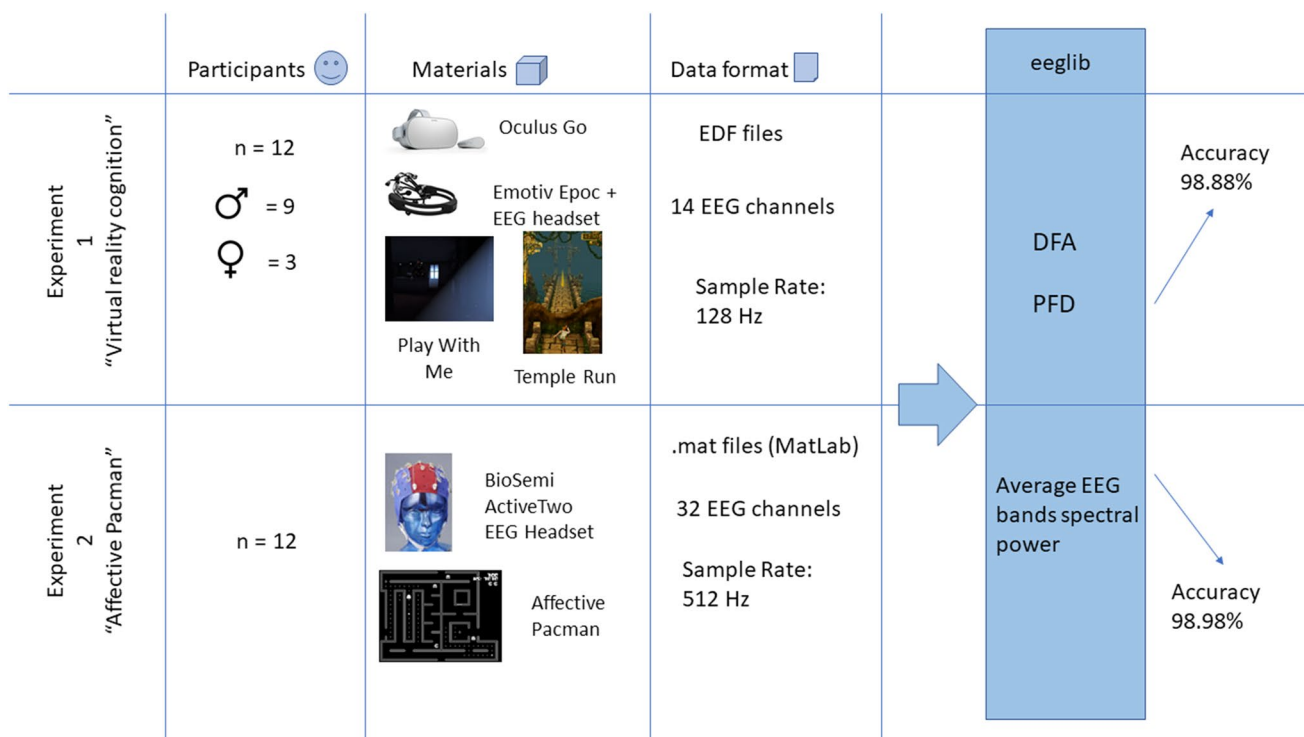 Participants
Materials
Data format
eeglib
Experiment
1
“Virtual reality cognition”
n = 12
♂ = 9
♀ = 3
Oculus Go
Emotiv Epoc +
EEG headset
Play With
Me
Temple Run
EDF files
14 EEG channels
Sample Rate:
128 Hz
DFA
PFD
Accuracy
98.88%
Experiment
2
“Affective Pacman”
n = 12
BioSemi
ActiveTwo
EEG Headset
Affective
Pacman
.mat files (MatLab)
32 EEG channels
Sample Rate:
512 Hz
Average EEG
bands spectral
power
Accuracy
98.98%